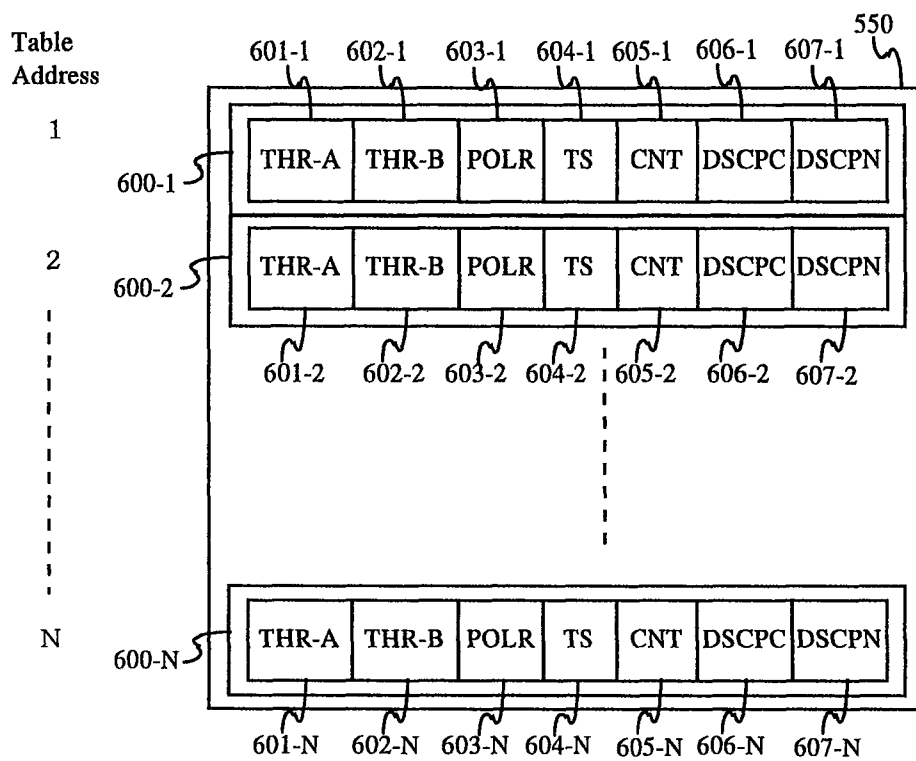 Table
Address
550
601-1 602-1 603-1 604-1 605-1 606-1 607-1
1
THR-A THR-B POLR TS CNT DSCPC DSCPN
600-1
2
THR-A THR-B POLR TS CNT DSCPC DSCPN
600-2
601-2 602-2 603-2 604-2 605-2 606-2 607-2
N
THR-A THR-B POLR TS CNT DSCPC DSCPN
600-N
601-N 602-N 603-N 604-N 605-N 606-N 607-N